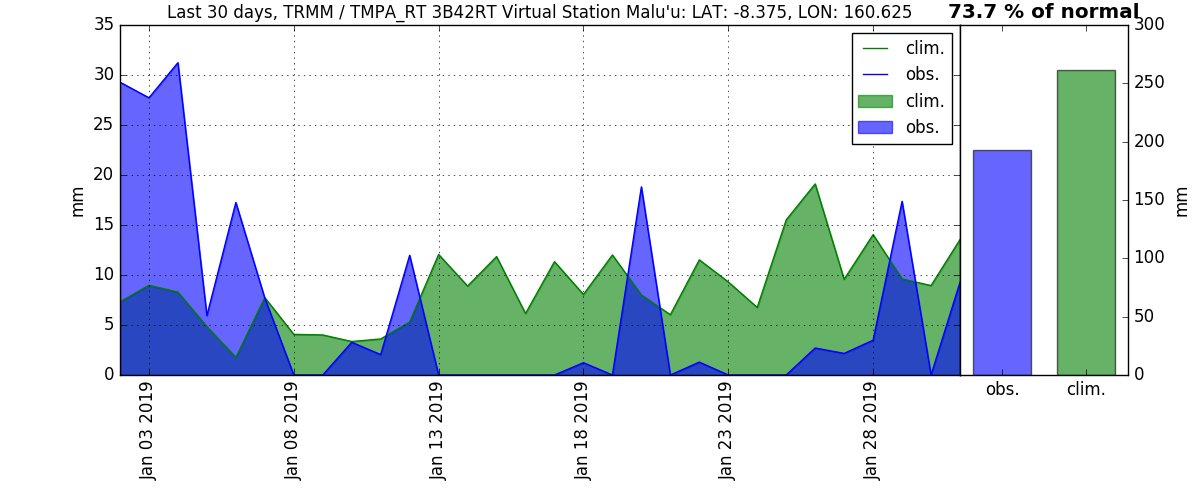 Last 30 days, TRMM / TMPA_RT 3B42RT Virtual Station Malu'u: LAT: -8.375, LON: 160.625
73.7 % of normal
35
30
25
20
15
10
5
0
mm
clim.
obs.
clim.
obs.
Jan 03 2019
Jan 08 2019
Jan 13 2019
Jan 18 2019
Jan 23 2019
Jan 28 2019
300
250
200
150
100
50
0
mm
obs.
clim.